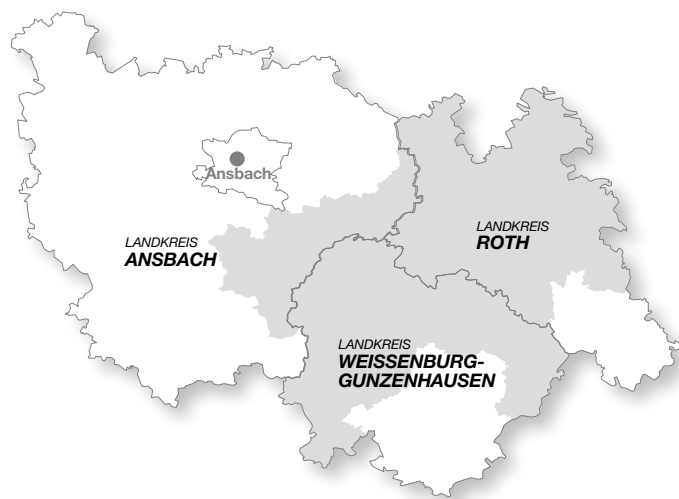 Ansbach
LANDKREIS
ANSBACH
LANDKREIS
ROTH
LANDKREIS
WEISSENBURG-
GUNZENHAUSEN